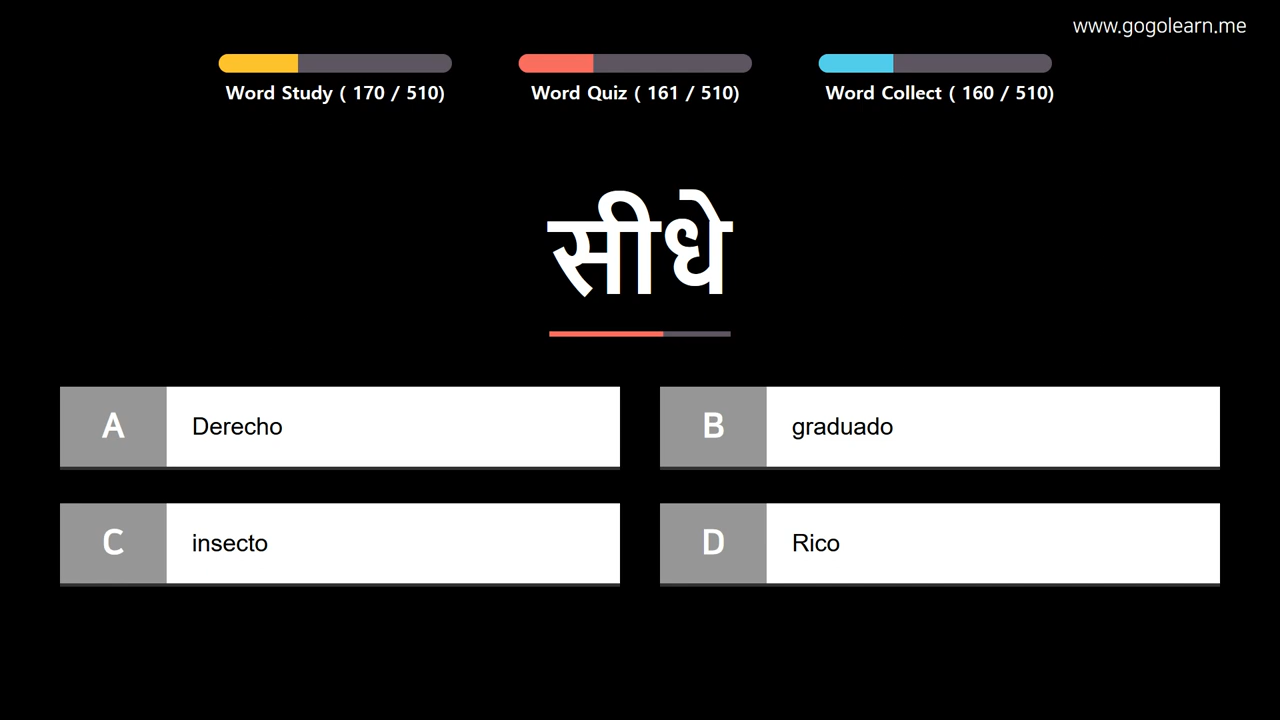 www.gogolearn.me
Word Study ( 170 / 510)
Word Quiz ( 161 / 510)
Word Collect ( 160 / 510)
सीधे
A Derecho
B graduado
C insecto
D Rico